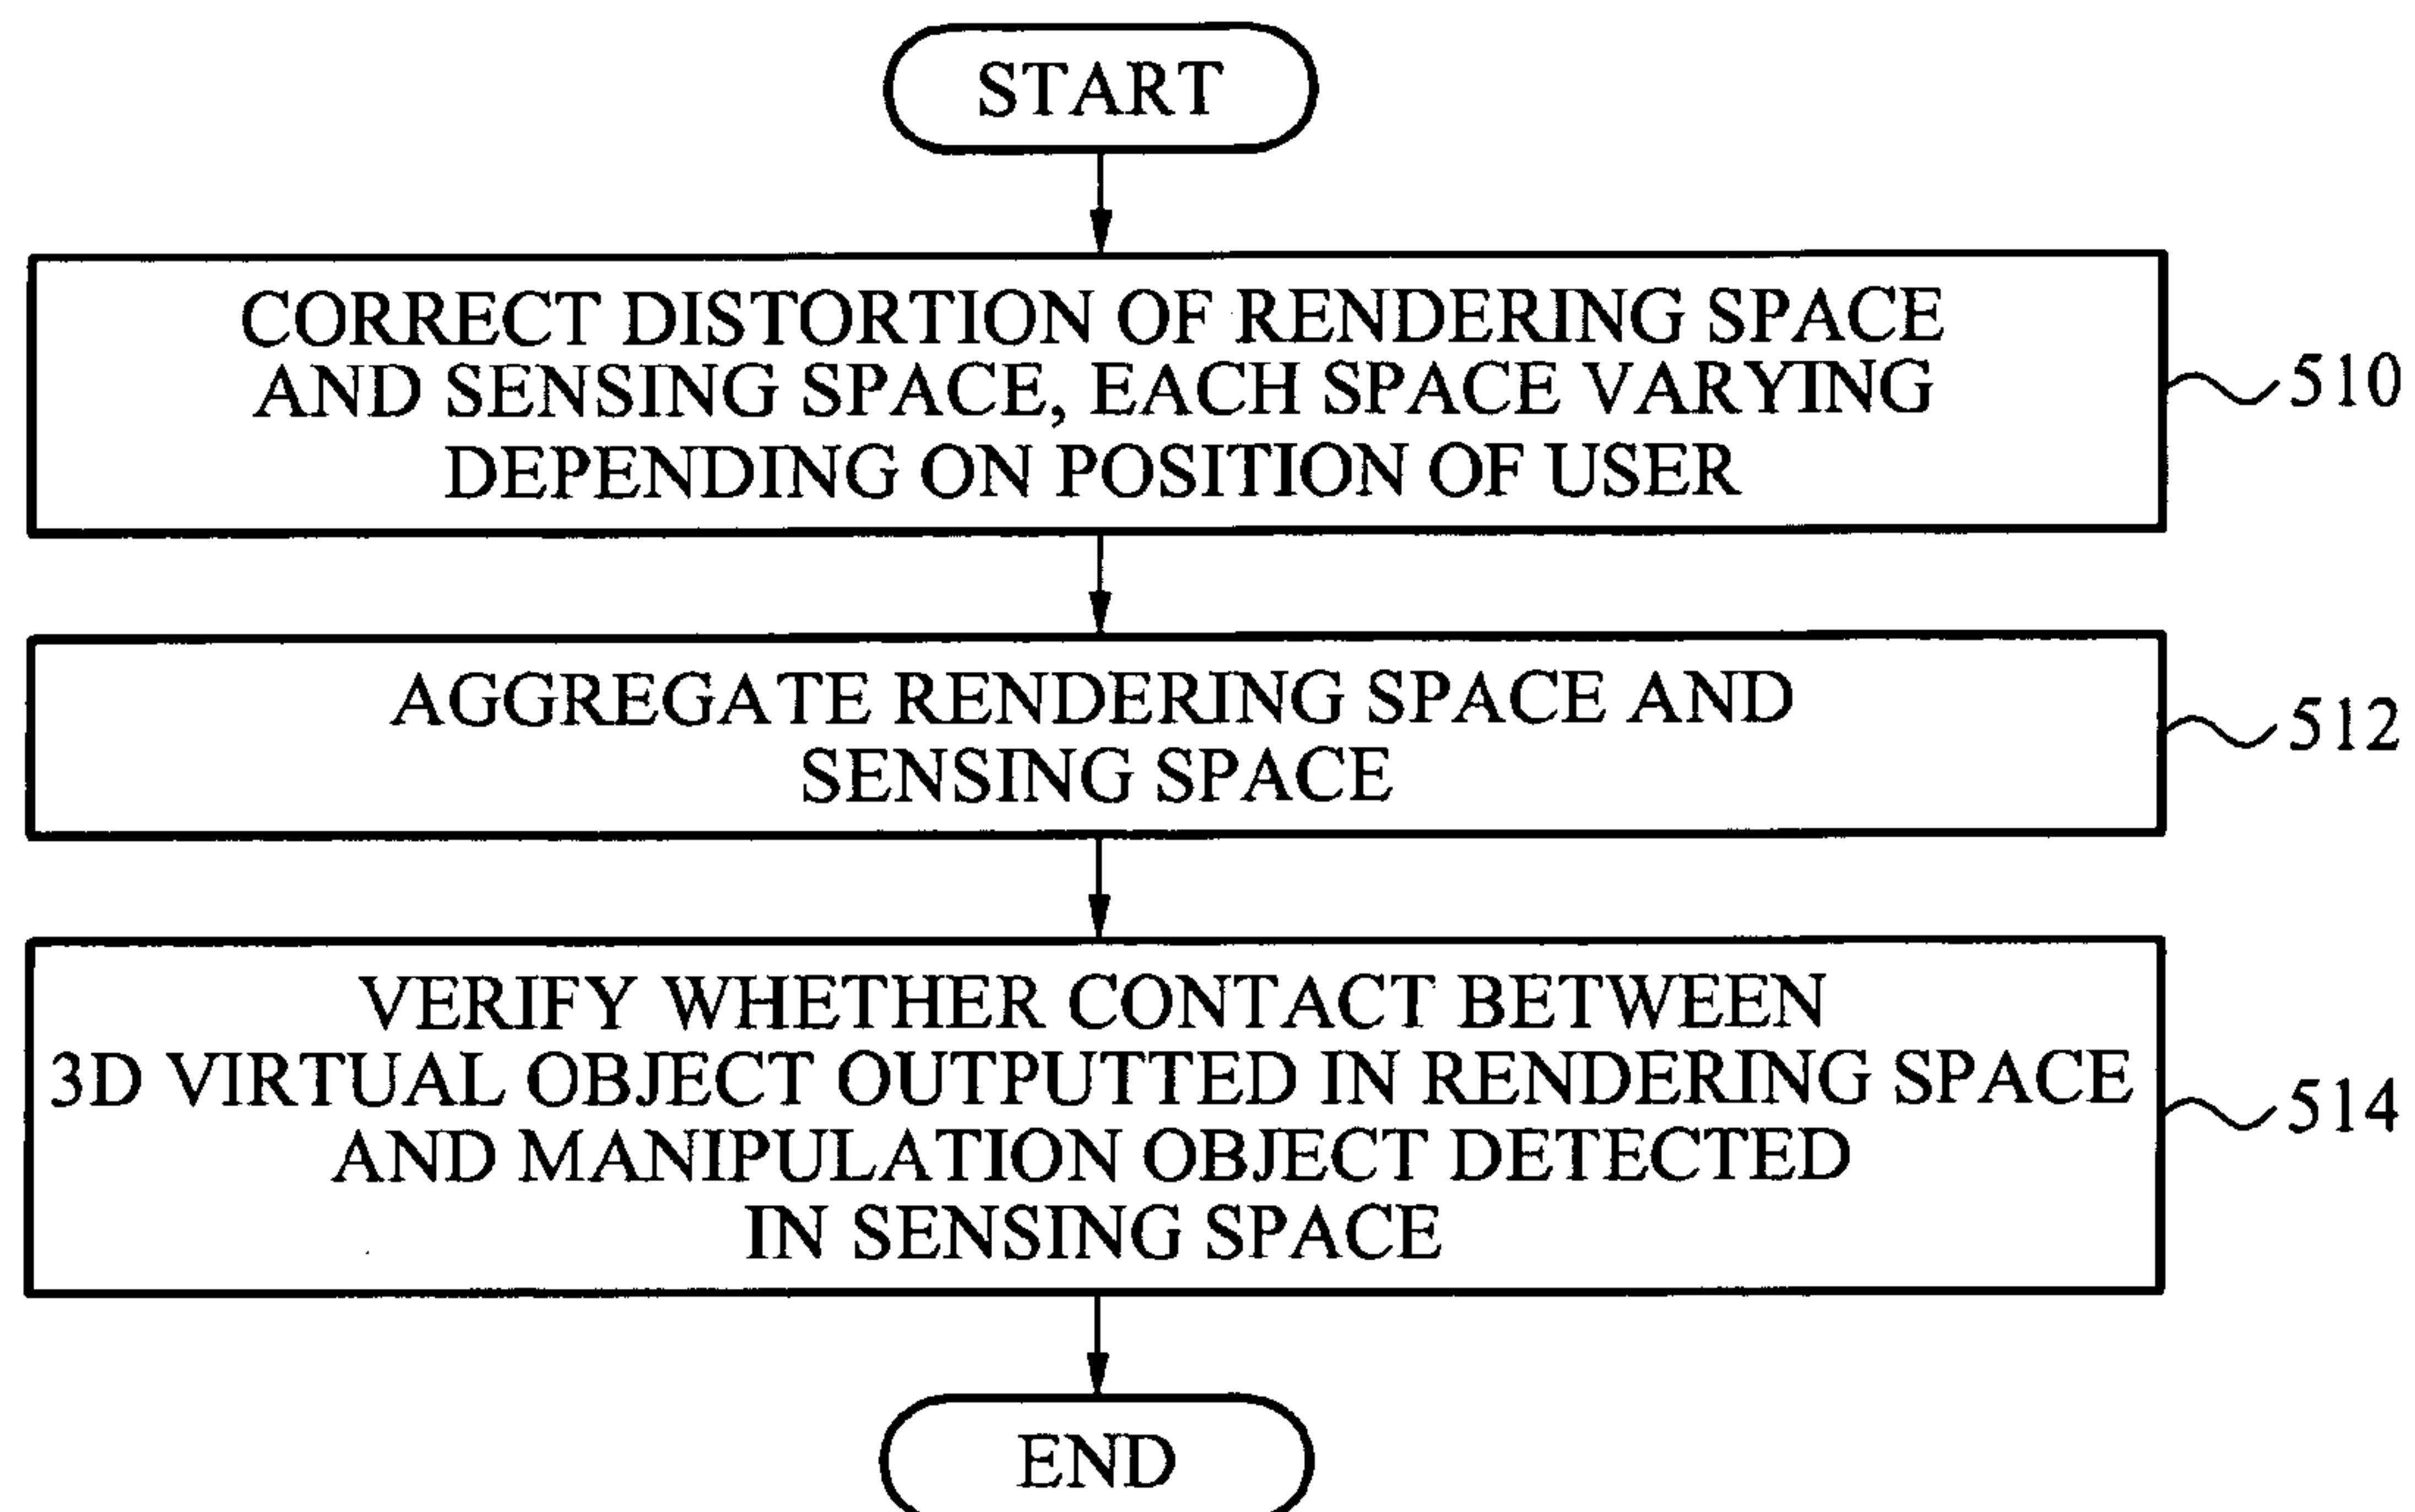 START
CORRECT DISTORTION OF RENDERING SPACE
AND SENSING SPACE, EACH SPACE VARYING
DEPENDING ON POSITION OF USER
510
AGGREGATE RENDERING SPACE AND
SENSING SPACE
512
VERIFY WHETHER CONTACT BETWEEN
3D VIRTUAL OBJECT OUTPUTTED IN RENDERING SPACE
AND MANIPULATION OBJECT DETECTED
IN SENSING SPACE
514
END